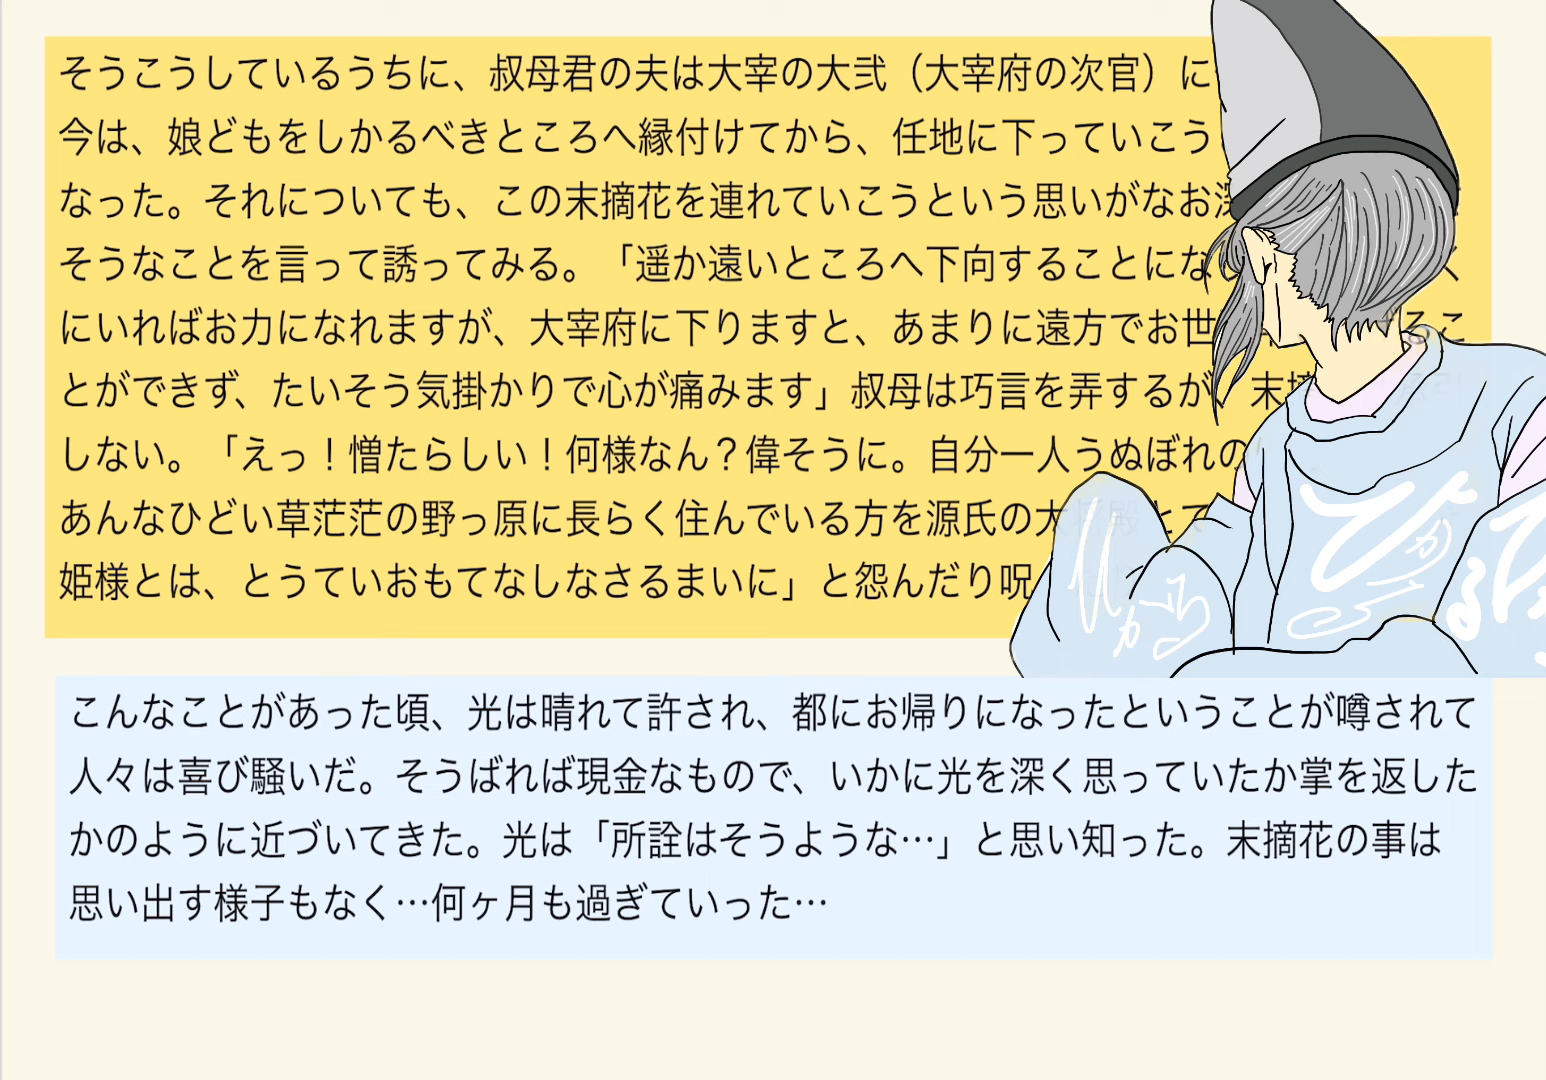 そうこうしているうちに、叔母君の夫は大宰の大弐（大宰府の次官）に
今は、娘どもをしかるべきところへ縁付けてから、任地に下っていこう
なった。それについても、この末摘花を連れていこうという思いがなお深
そうなことを言って誘ってみる。「遥か遠いところへ下向することにな
にいればお力になれますが、大宰府に下りますと、あまりに遠方でお世 るこ
とができず、たいそう気掛かりで心が痛みます」叔母は巧言を弄するが、末摘
しない。「えっ！憎たらしい！何様なん？偉そうに。自分一人うぬぼれの
あんなひどい草茫茫の野っ原に長らく住んでいる方を源氏の大将殿とて
姫様とは、とうていおもてなしなさるまいに」と怨んだり呪
ひか
ひか
る
こんなことがあった頃、光は晴れて許され、都にお帰りになったということが噂されて
人々は喜び騒いだ。そうばれば現金なもので、いかに光を深く思っていたか掌を返した
かのように近づいてきた。光は「所詮はそうような…」と思い知った。末摘花の事は
思い出す様子もなく…何ヶ月も過ぎていった…